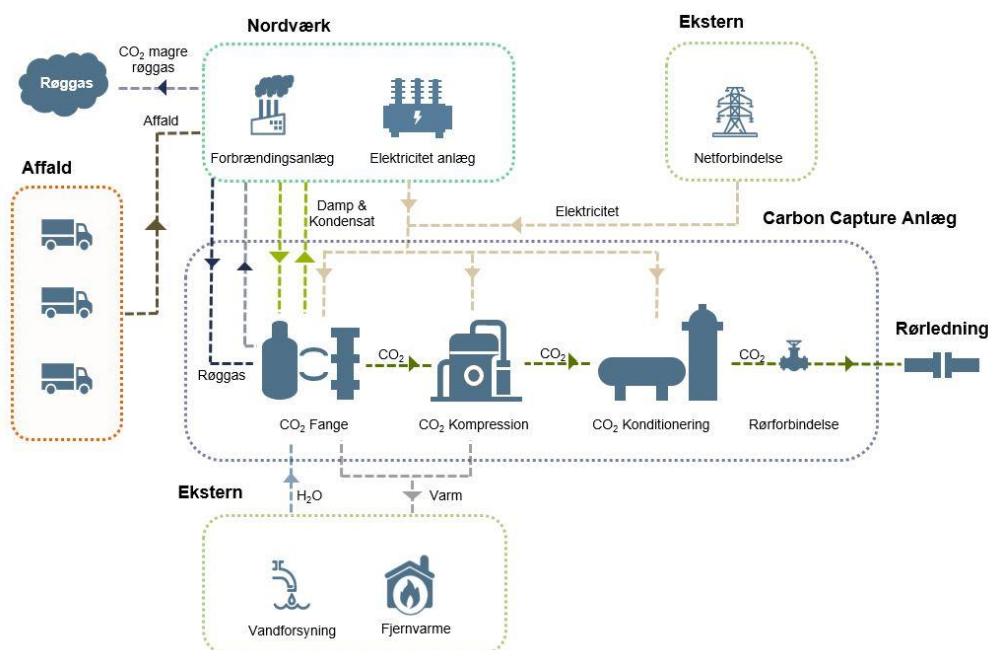 Nordværk
Ekstern
CO₂ magre
røggas
Røggas
Affald
Forbrændingsanlæg
Elektricitet anlæg
Netforbindelse
Affald
Damp &
Kondensat
Elektricitet
Carbon Capture Anlæg
Rørledning
Røggas
CO₂
CO₂
CO₂
CO₂ Fange
CO₂ Kompression
CO₂ Konditionering
Rørforbindelse
Ekstern
H₂O
Varm
Vandforsyning
Fjernvarme